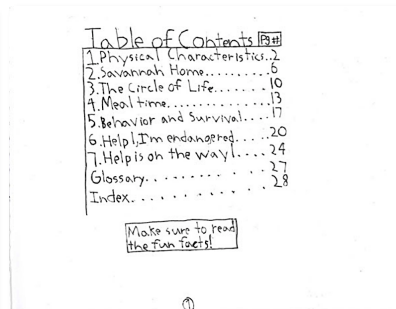 Table of Contents Pg#
1. Physical Characteristics..2
2. Savannah Home.........6
3. The Circle of Life.......10
4. Meal time..............13
5. Behavior and Survival....17
6. Help!, I'm endangered.....20
7. Help is on the way!....24
Glossary. . . . . . . . . 27
Index. . . . . . . . . . . 28
Make sure to read
the fun facts!
1